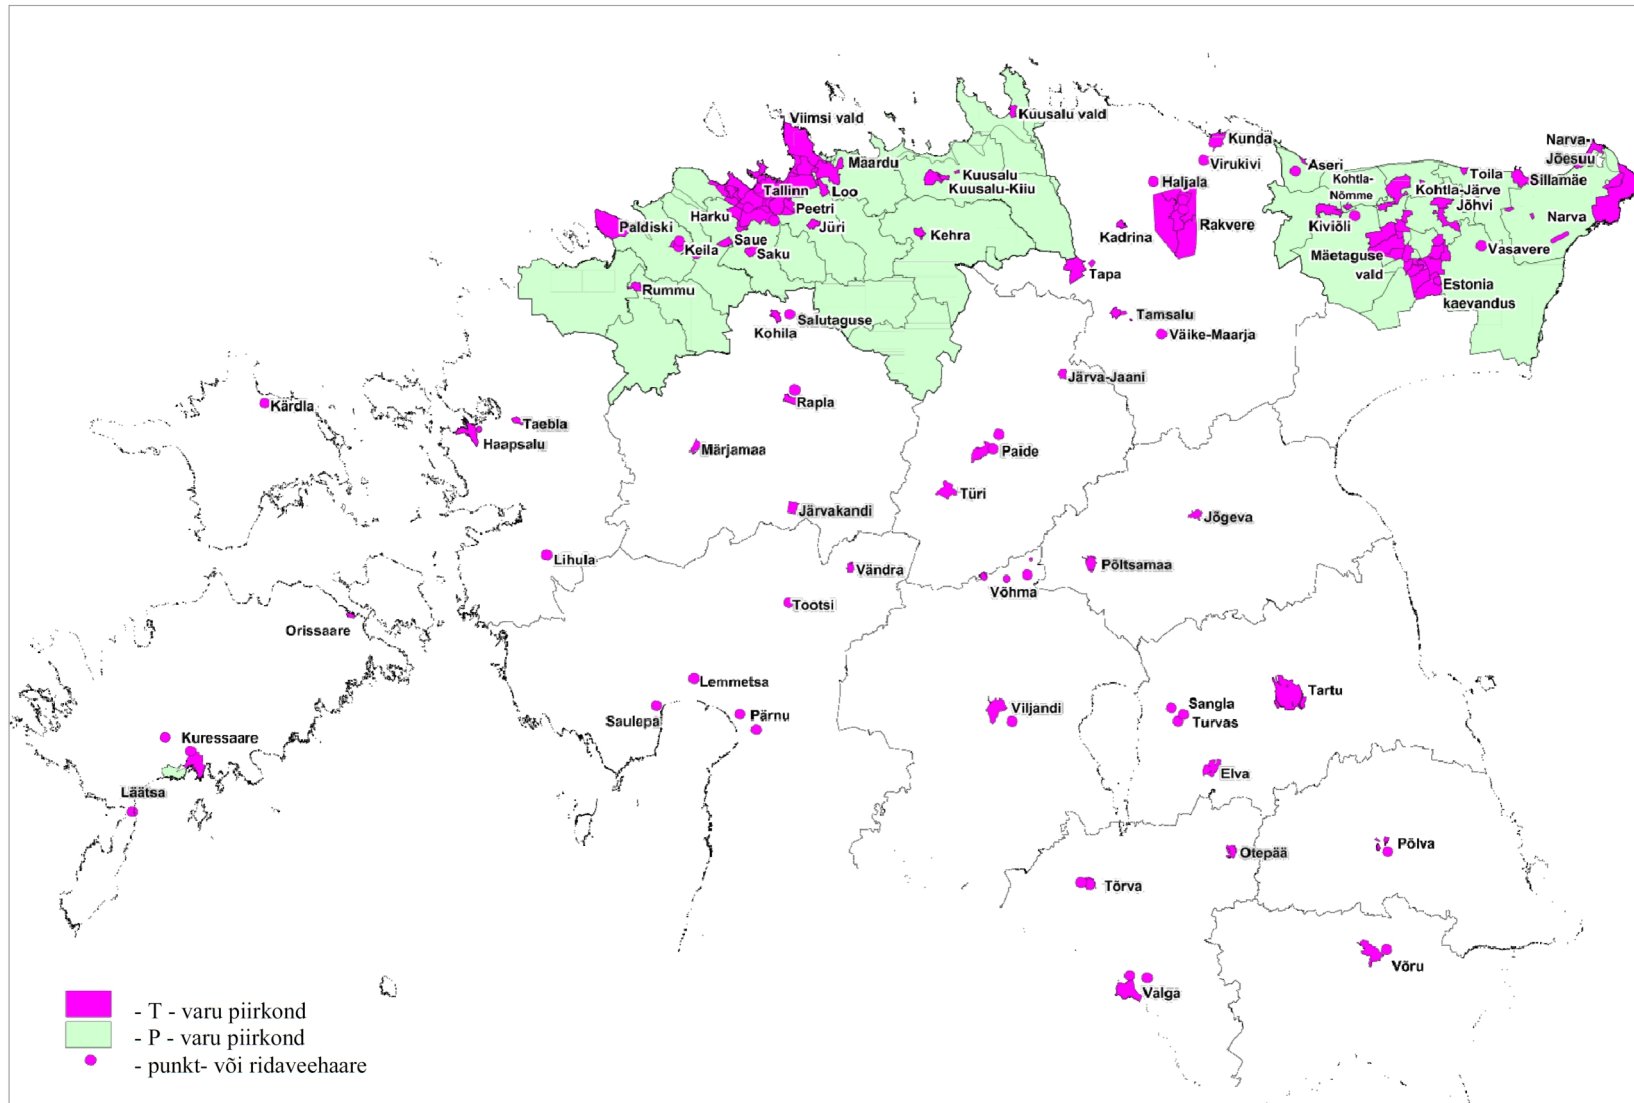 Viimsi vald
Kuusalu vald
Kunda
Narva-
Jõesuu
Virukivi
Aseri
Toila
Mäardu
Haljala
Kohtla-
Nõmme
Kohtla-Järve
Sillamäe
Kuusalu
Kuusalu-Kiiu
Tallinn
Loo
Peetri
Harku
Jüri
Jõhvi
Narva
Kiviõli
Rakvere
Kadrina
Paldiski
Kehra
Saue
Keila
Saku
Vasavere
Mäetaguse
vald
Tapa
Estonia
kaevandus
Rummu
Salutaguse
Kohila
Tamsalu
Väike-Maarja
Järva-Jaani
Kärdla
Rapla
Taebla
Haapsalu
Märjamaa
Paide
Türi
Järvakandi
Jõgeva
Lihula
Vändra
Põltsamaa
Võhma
Tootsi
Orissaare
Lemmetsa
Tartu
Saulepa
Pärnu
Viljandi
Sangla
Turvas
Kuressaare
Elva
Läätsa
Otepää
Põlva
Tõrva
Võru
Valga
- T - varu piirkond
- P - varu piirkond
- punkt- või ridaveehaare